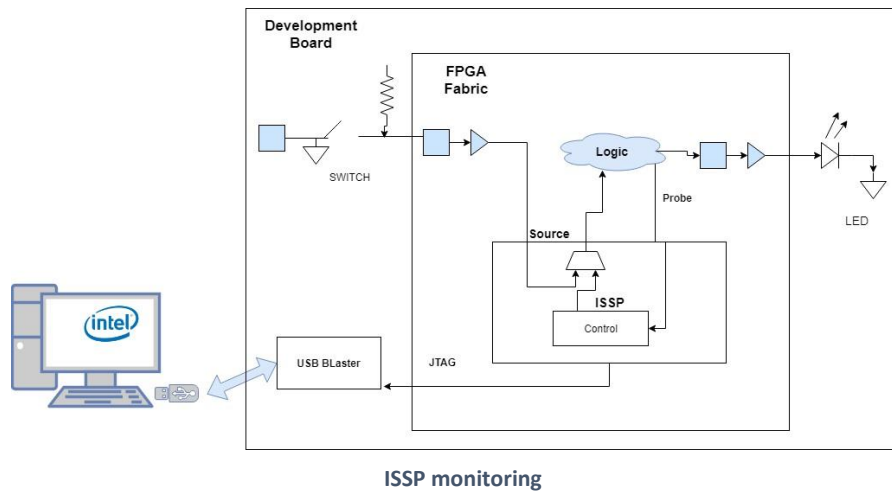 Development
Board
FPGA
Fabric
Logic
SWITCH
Probe
LED
Source
ISSP
Control
intel
USB BLaster
JTAG
ISSP monitoring